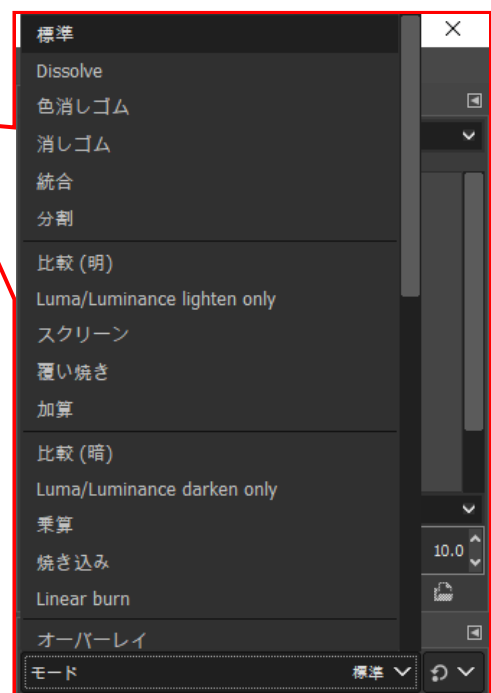 標準
Dissolve
色消しゴム
消しゴム
統合
分割
比較 (明)
Luma/Luminance lighten only
スクリーン
覆い焼き
加算
比較 (暗)
Luma/Luminance darken only
乗算
焼き込み
Linear burn
オーバーレイ
10.0
モード 標準